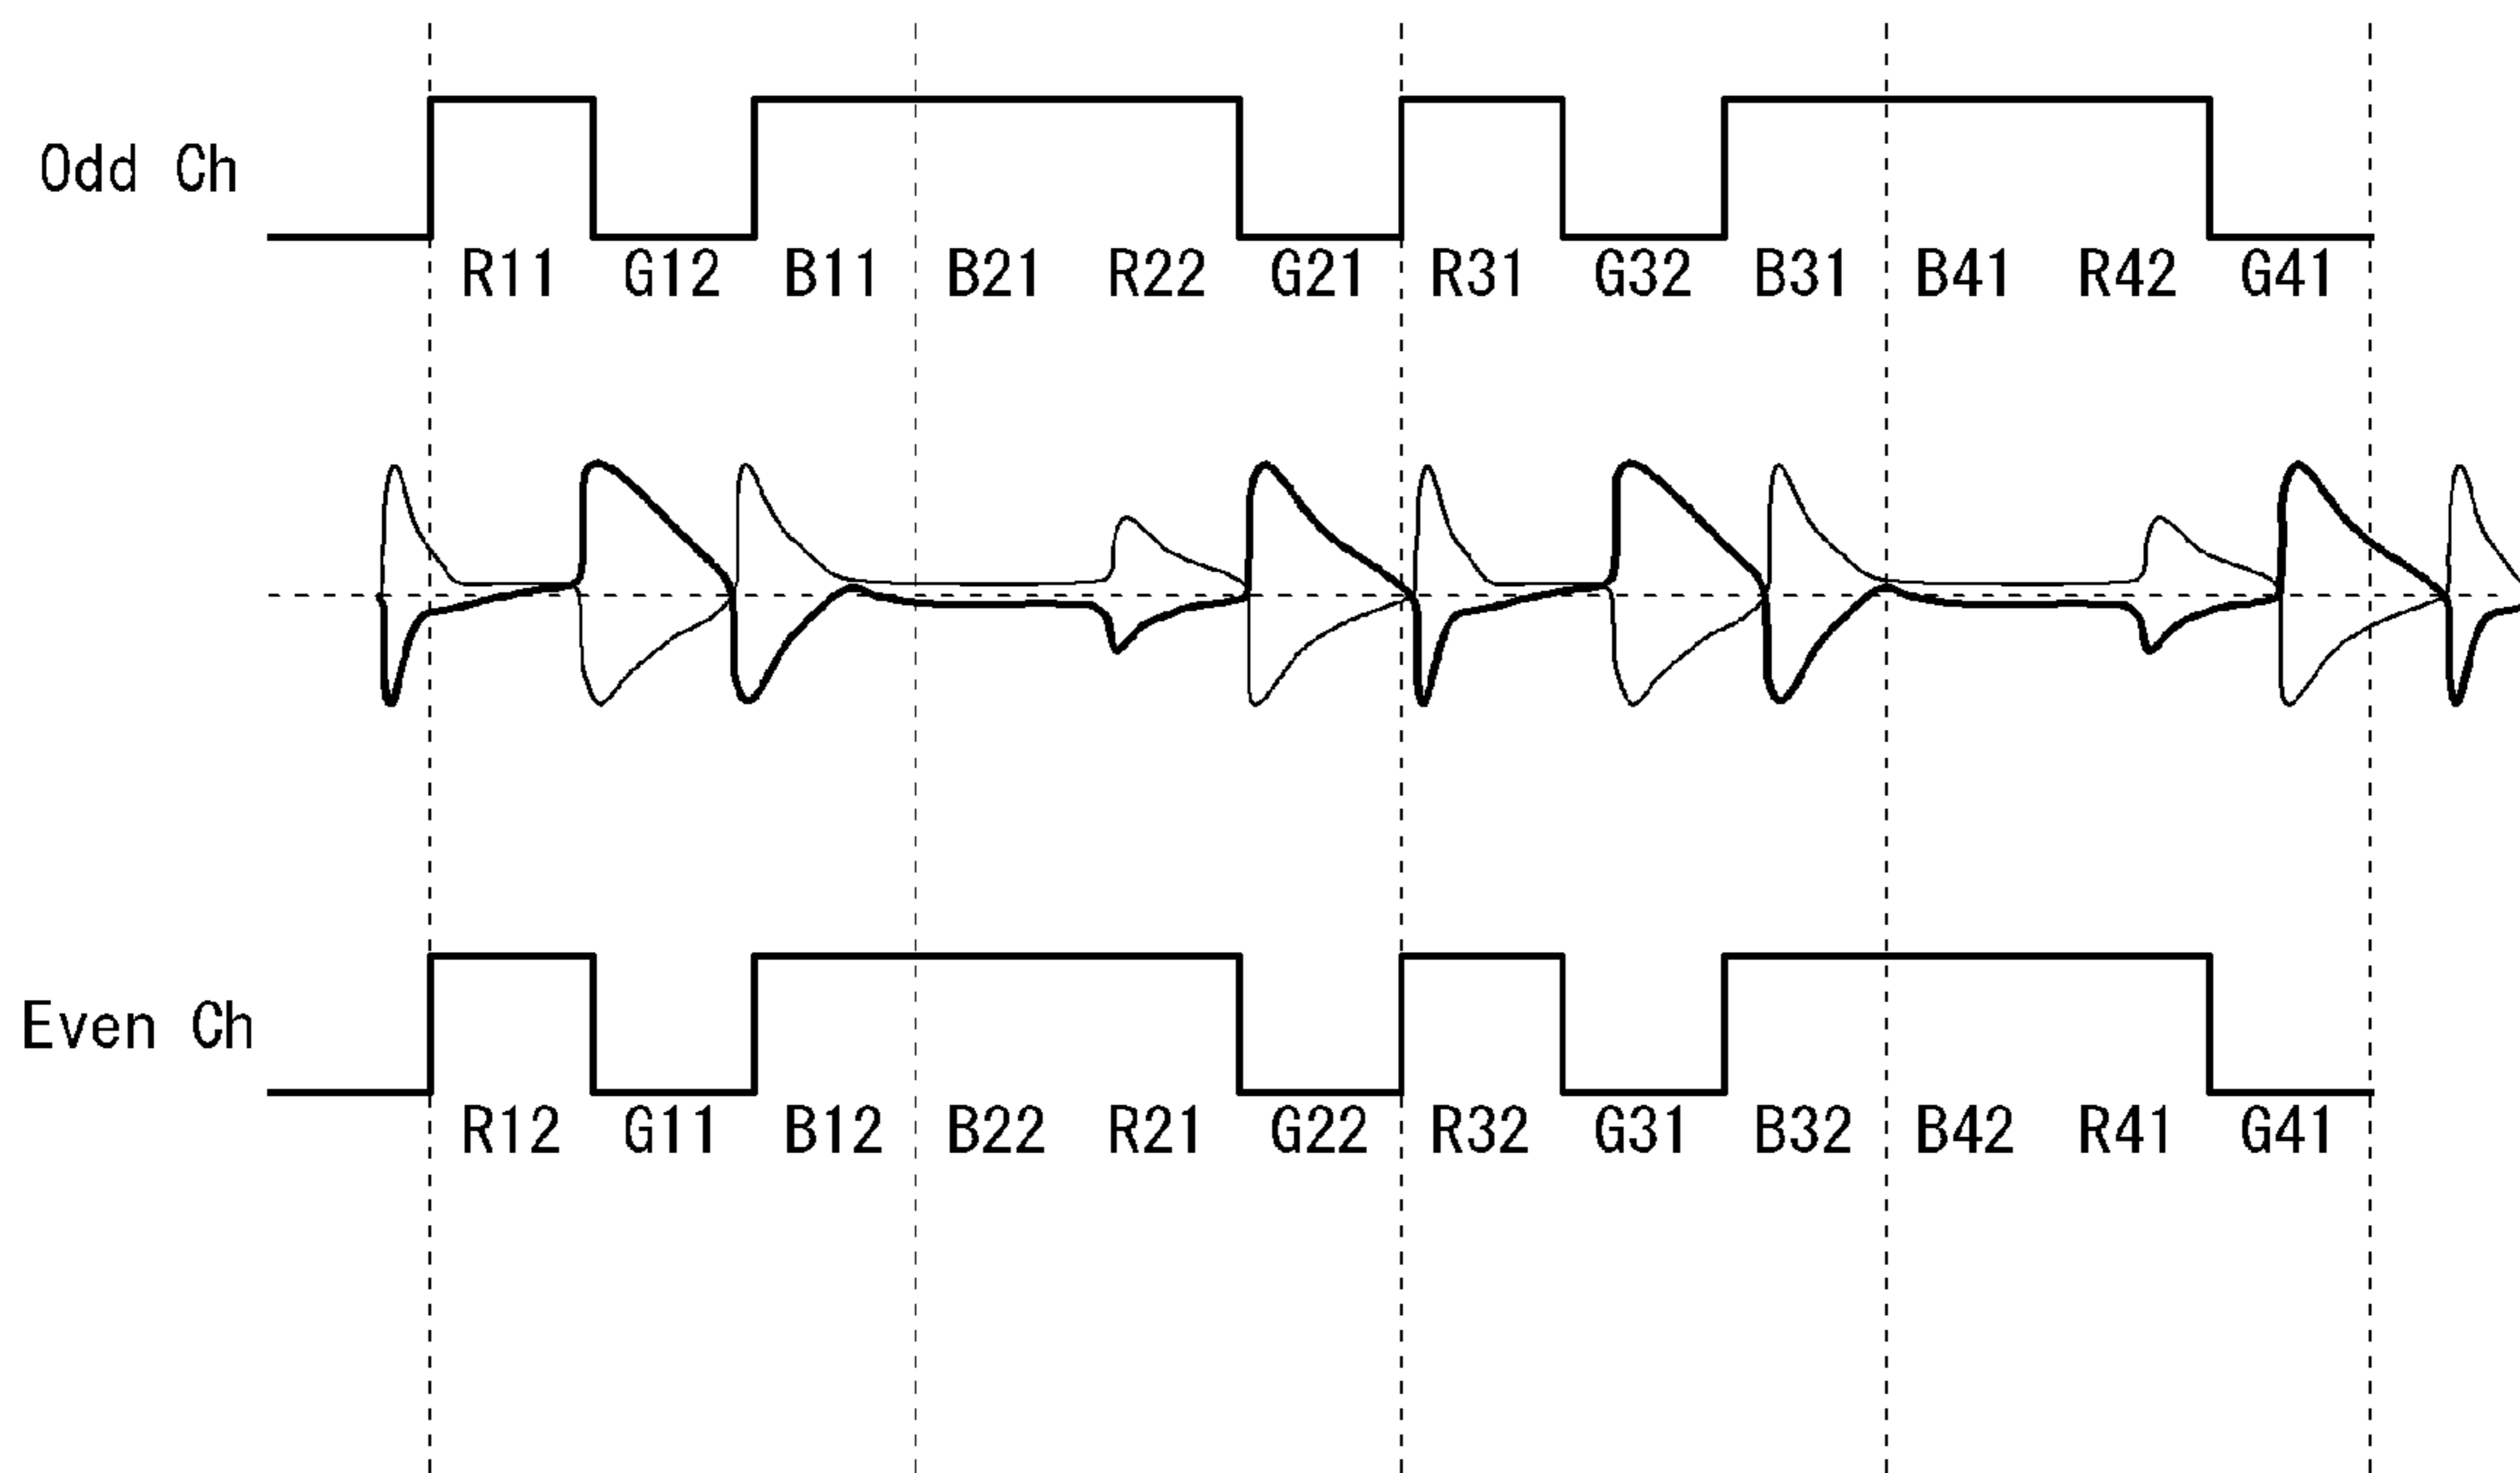 Odd Ch
R11 G12 B11 B21 R22 G21 R31 G32 B31 B41 R42 G41
Even Ch
R12 G11 B12 B22 R21 G22 R32 G31 B32 B42 R41 G41